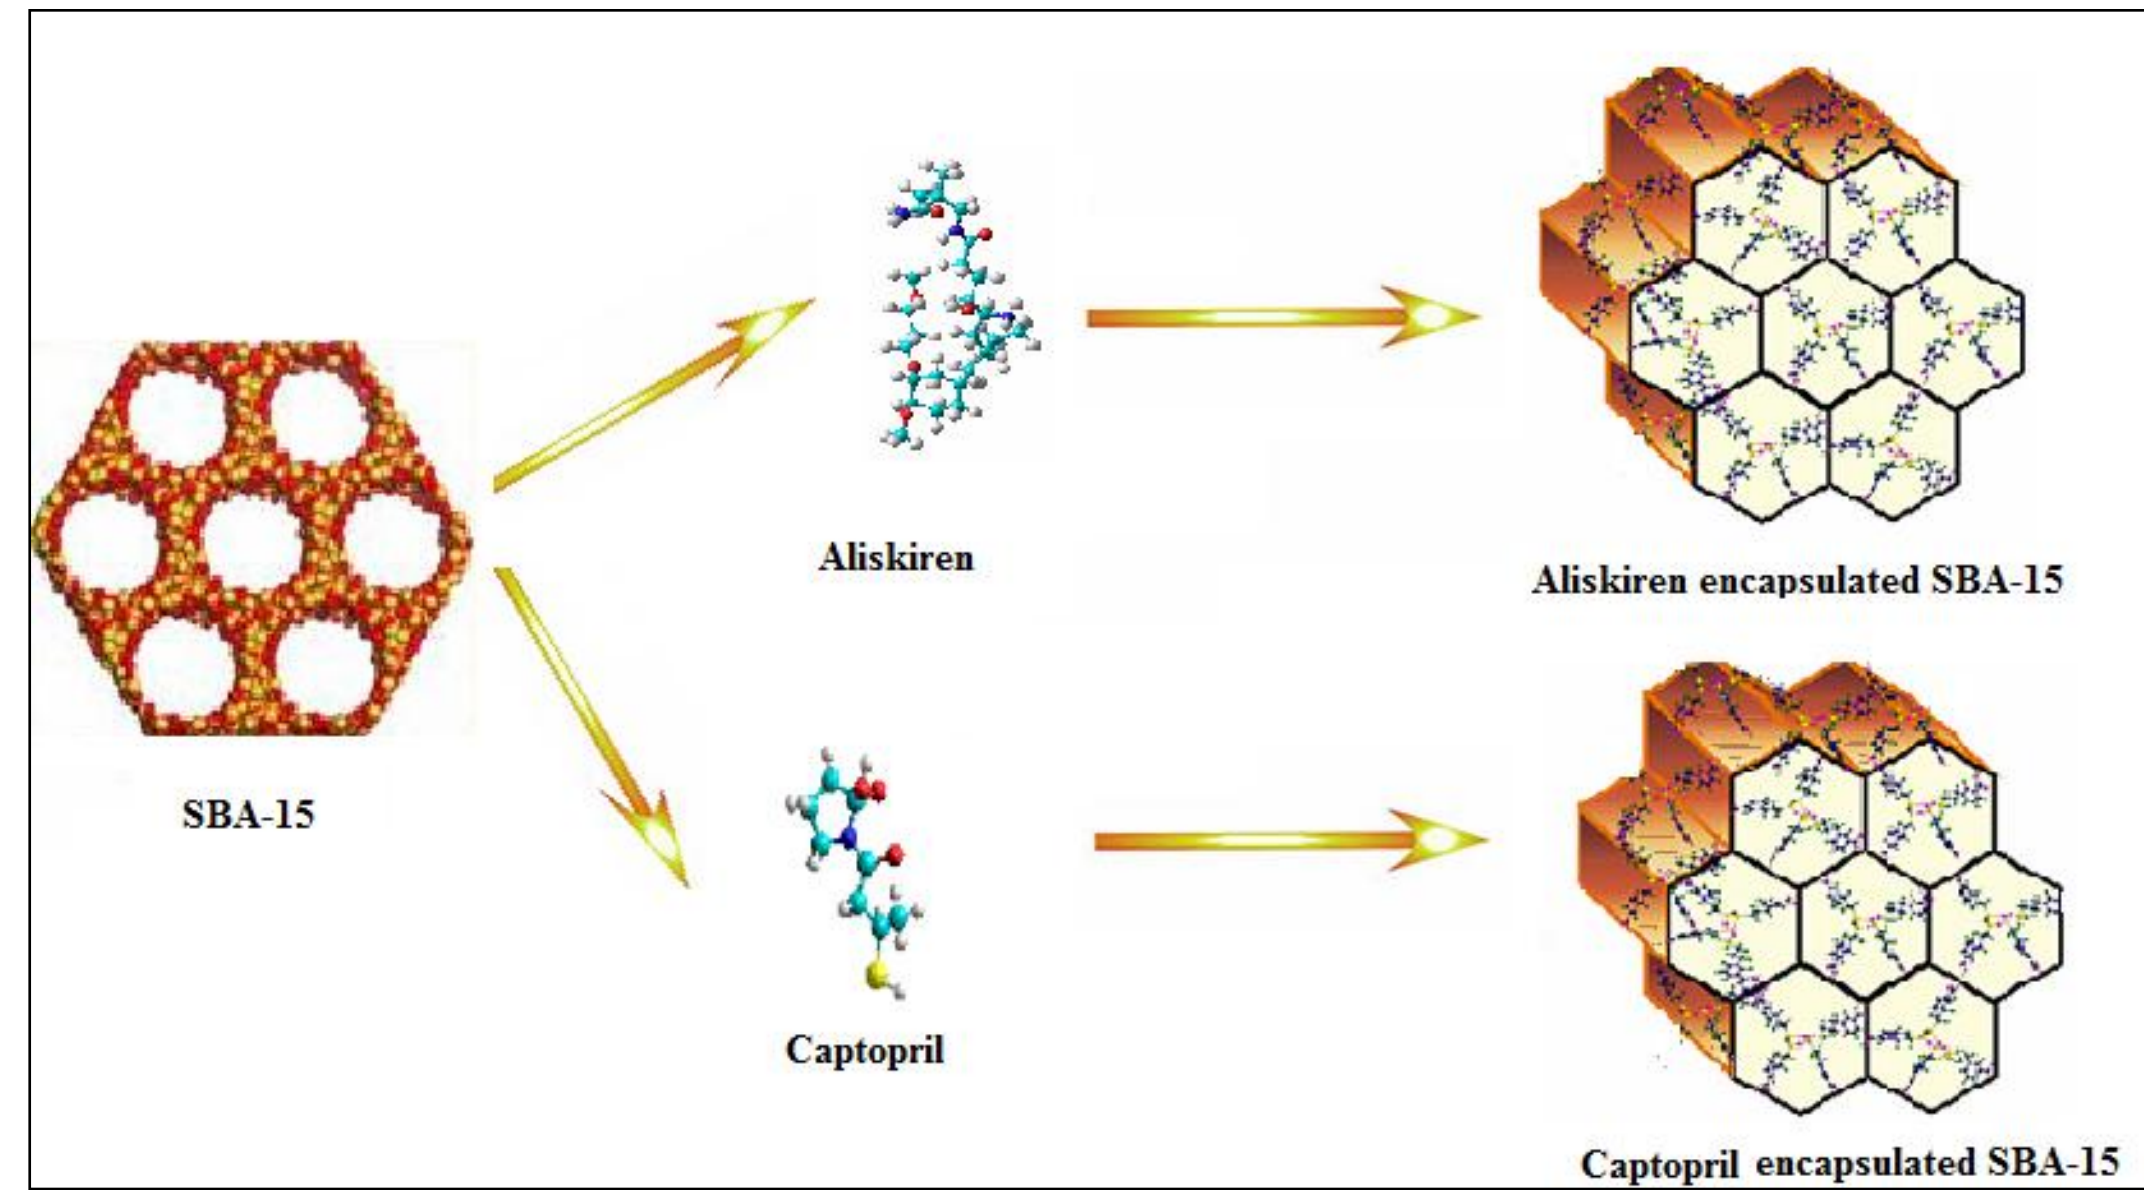 Aliskiren
Aliskiren encapsulated SBA-15
SBA-15
Captopril
Captopril encapsulated SBA-15